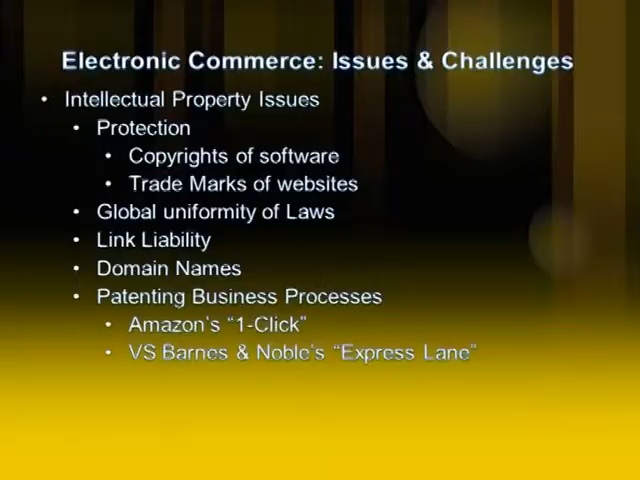 Electronic Commerce: Issues & Challenges
• Intellectual Property Issues
• Protection
• Copyrights of software
• Trade Marks of websites
• Global uniformity of Laws
• Link Liability
• Domain Names
• Patenting Business Processes
• Amazon's "1-Click"
• VS Barnes & Noble's "Express Lane"